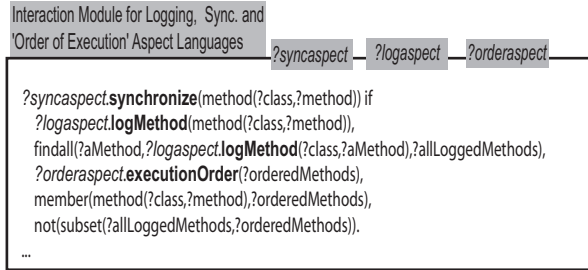 Interaction Module for Logging, Sync. and
'Order of Execution' Aspect Languages
?syncaspect ?logaspect ?orderaspect
?syncaspect.synchronize(method(?class,?method)) if
?logaspect.logMethod(method(?class,?method)),
findall(?aMethod,?logaspect.logMethod(?class,?aMethod),?allLoggedMethods),
?orderaspect.executionOrder(?orderedMethods),
member(method(?class,?method),?orderedMethods),
not(subset(?allLoggedMethods,?orderedMethods)).
...